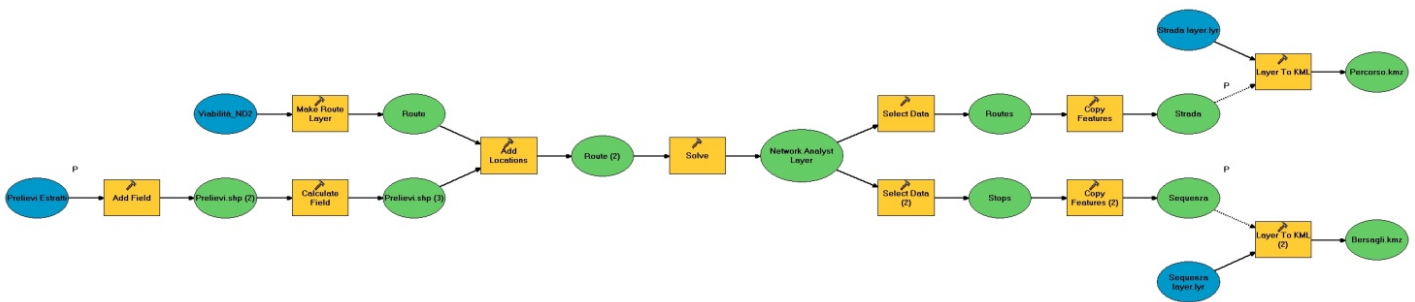 Strada layer.lyr
Layer To KML
Percorso.kmz
P
Viabilità_ND2
Make Route
Layer
Route
Select Data
Routes
Copy
Features
Strada
Add
Locations
Route (2)
Solve
Network Analyst
Layer
P
Prelievi Estratti
Add Field
Prelievi.shp (2)
Calculate
Field
Prelievi.shp (3)
Select Data
(2)
Stops
Copy
Features (2)
Sequenza
P
Layer To KML
(2)
Bersagli.kmz
Sequenza
layer.lyr